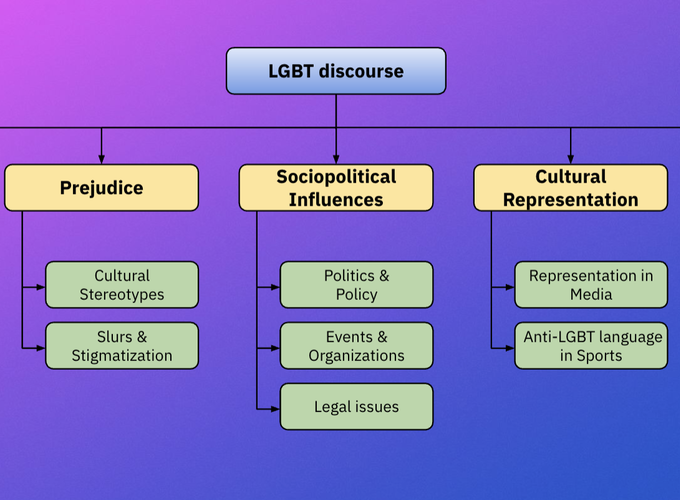 LGBT discourse
Prejudice
Cultural
Stereotypes
Slurs &
Stigmatization
Sociopolitical
Influences
Politics &
Policy
Events &
Organizations
Legal issues
Cultural
Representation
Representation in
Media
Anti-LGBT language
in Sports